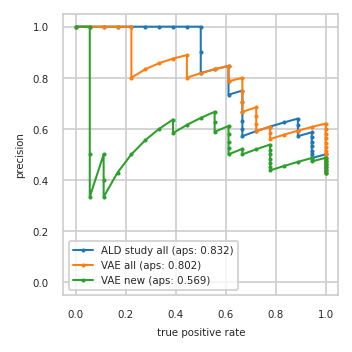 1.0
0.8
0.6
0.4
0.2
0.0
precision
ALD study all (aps: 0.832)
VAE all (aps: 0.802)
VAE new (aps: 0.569)
0.0 0.2 0.4 0.6 0.8 1.0
true positive rate